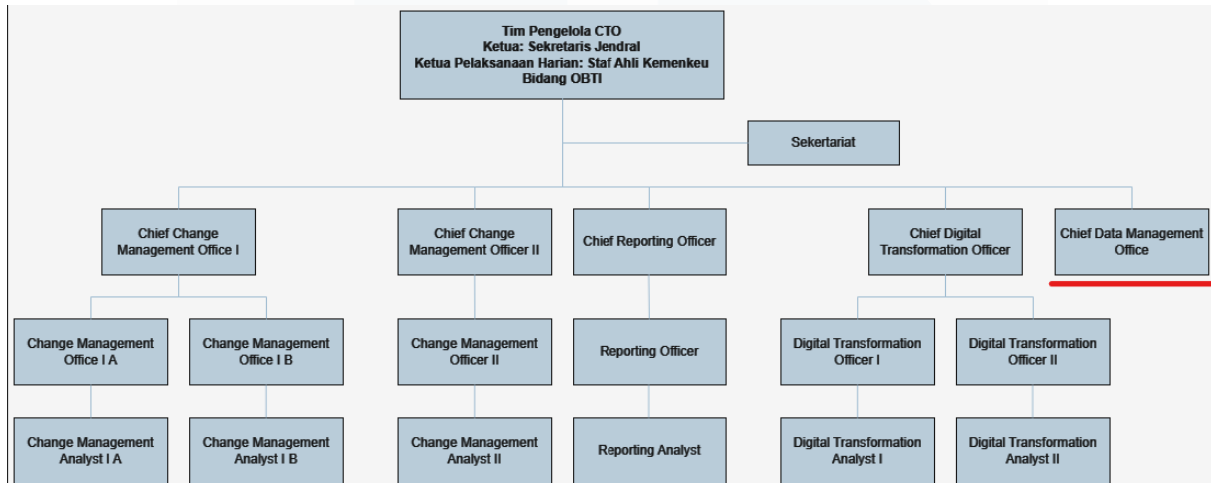 Tim Pengelola CTO
Ketua: Sekretaris Jendral
Ketua Pelaksanaan Harian: Staf Ahli Kemenkeu
Bidang OBTI
Sekertariat
Chief Change
Management Office I
Chief Change
Management Officer II
Chief Reporting Officer
Chief Digital
Transformation Officer
Chief Data Management
Office
Change Management
Office I A
Change Management
Office I B
Change Management
Officer II
Reporting Officer
Digital Transformation
Officer I
Digital Transformation
Officer II
Change Management
Analyst I A
Change Management
Analyst I B
Change Management
Analyst II
Reporting Analyst
Digital Transformation
Analyst I
Digital Transformation
Analyst II